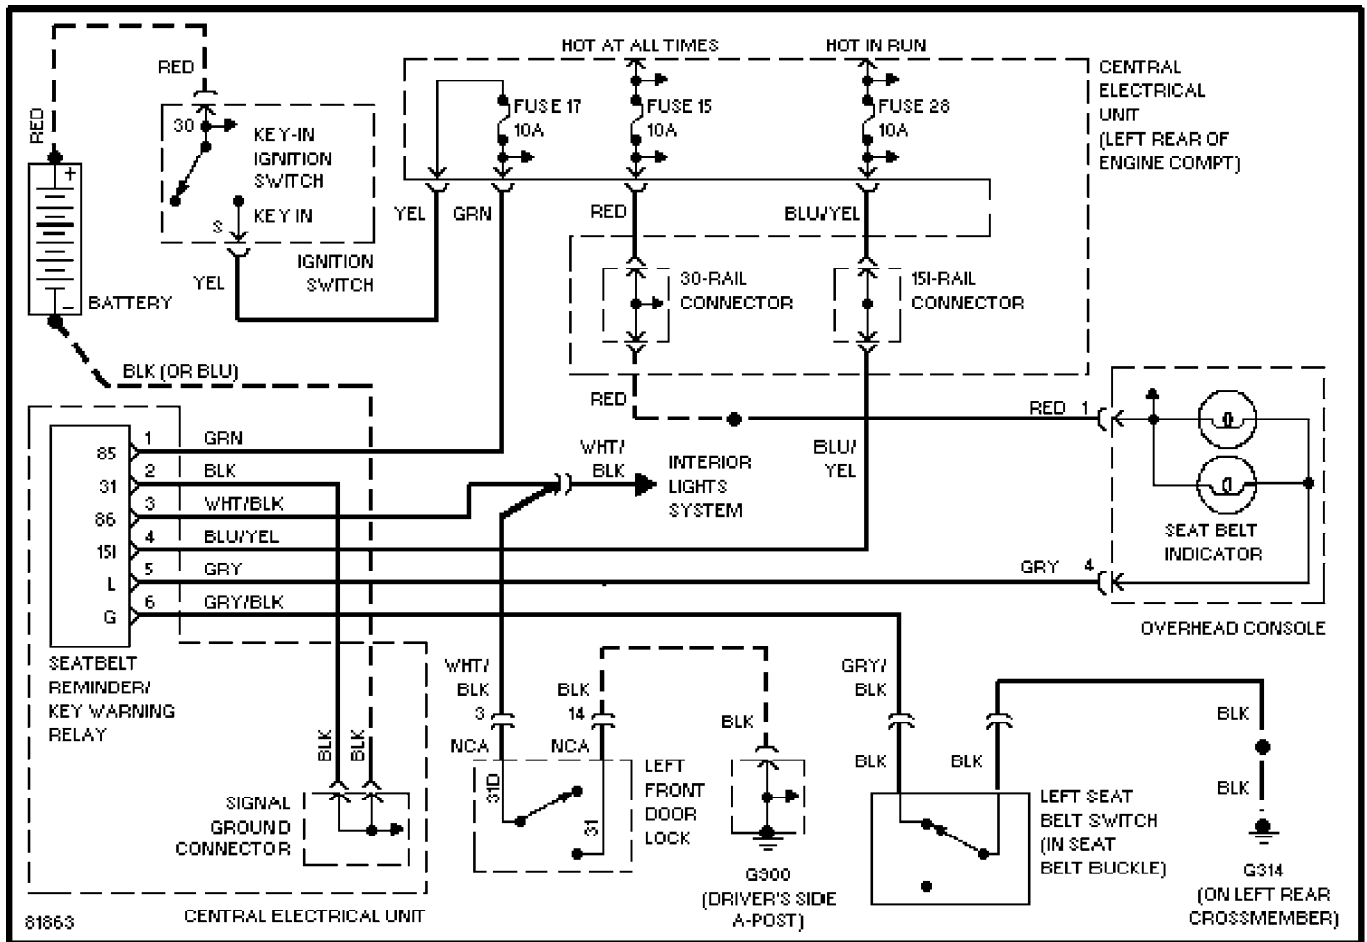 HOT AT ALL TIMES
HOT IN RUN
RED
RED
30
KEY-IN
IGNITION
SWITCH
S
KEY IN
IGNITION
SWITCH
YEL
+
-
BATTERY
BLK (OR BLU)
FUSE 17
10A
FUSE 15
10A
FUSE 28
10A
CENTRAL
ELECTRICAL
UNIT
(LEFT REAR OF
ENGINE COMPT)
YEL
GRN
RED
BLU/YEL
30-RAIL
CONNECTOR
15I-RAIL
CONNECTOR
RED
RED 1
WHT/
BLK
INTERIOR
LIGHTS
SYSTEM
BLU/
YEL
SEAT BELT
INDICATOR
GRY 4
OVERHEAD CONSOLE
85 1 GRN
31 2 BLK
86 3 WHT/BLK
15I 4 BLU/YEL
L 5 GRY
G 6 GRY/BLK
SEATBELT
REMINDER/
KEY WARNING
RELAY
BLK
BLK
SIGNAL
GROUND
CONNECTOR
CENTRAL ELECTRICAL UNIT
81863
WHT/
BLK
3
NCA
BLK
14
NCA
31D
31
LEFT
FRONT
DOOR
LOCK
BLK
G300
(DRIVER'S SIDE
A-POST)
GRY/
BLK
BLK
BLK
LEFT SEAT
BELT SWITCH
(IN SEAT
BELT BUCKLE)
BLK
BLK
G314
(ON LEFT REAR
CROSSMEMBER)